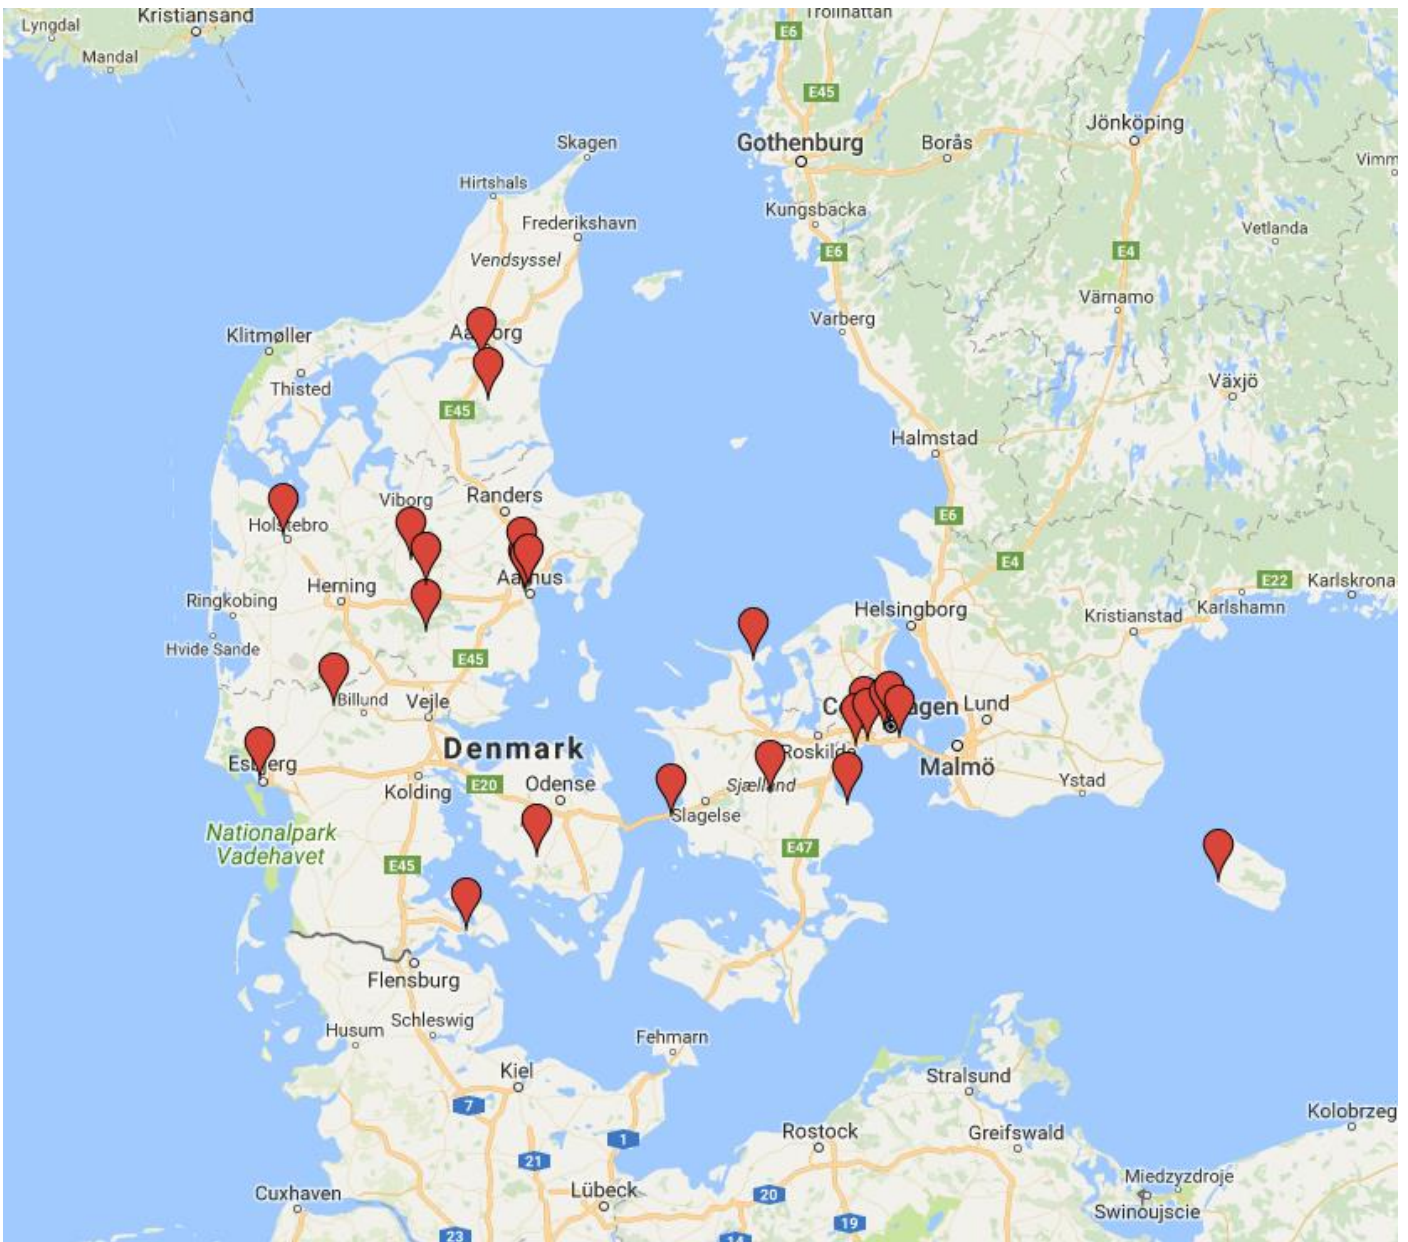 Kristiansand
Lyngdal
Mandal
Trollhättan
E6
E45
Gothenburg
Borås
Jönköping
Vimm
Skagen
Hirtshals
Frederikshavn
Vendsyssel
Kungsbacka
E6
E4
Vetlanda
Värnamo
Varberg
Klitmøller
Thisted
E45
Växjö
Halmstad
Viborg
Randers
E6
Herning
E4
E22
Karlskrona
Ringkobing
Helsingborg
Kristianstad
Karlshamn
Hvide Sande
E45
Billund
Vejle
Lund
Denmark
Roskilde
Malmö
Kolding
E20
Odense
Ystad
Slagelse
Nationalpark
Vadehavet
E45
E47
Flensburg
Husum
Schleswig
Fehmarn
Kiel
7
Stralsund
1
Rostock
Greifswald
Kolobrzeg
21
Miedzyzdroje
Cuxhaven
Lübeck
20
Swinoujscie
19
23
14